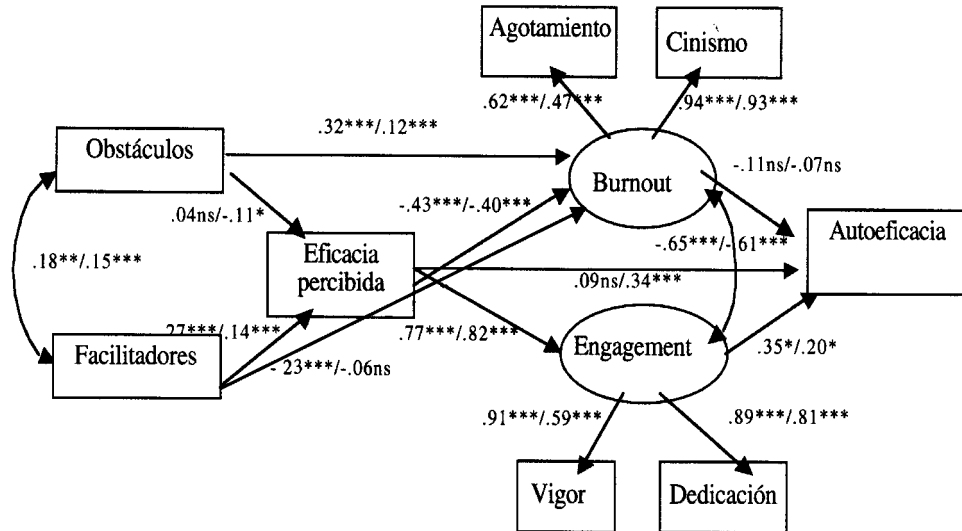 Agotamiento
Cinismo
.62***/.47***
.94***/.93***
.32***/.12***
Obstáculos
Burnout
-.11ns/-.07ns
.04ns/-.11*
-.43***/-.40***
Autoeficacia
Eficacia
percibida
-.65***/-.61***
.18**/.15***
.09ns/.34***
.27***/.14***
.77***/.82***
Facilitadores
Engagement
.35*/.20*
-.23***/-.06ns
.91***/.59***
.89***/.81***
Vigor
Dedicación